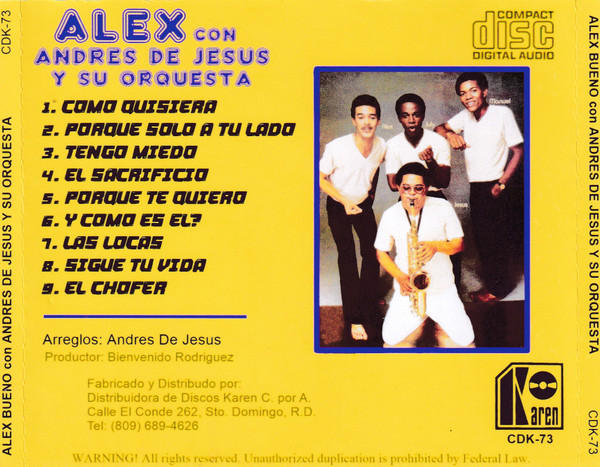 ALEX CON
ANDRES DE JESUS
Y SU ORQUESTA
COMPACT
disc
DIGITAL AUDIO
1. COMO QUISIERA
2. PORQUE SOLO A TU LADO
3. TENGO MIEDO
4. EL SACRIFICIO
5. PORQUE TE QUIERO
6. Y COMO ES EL?
7. LAS LOCAS
8. SIGUE TU VIDA
9. EL CHOFER
Alex
Manuel
Arreglos: Andres De Jesus
Productor: Bienvenido Rodriguez
Fabricado y Distribudo por:
Distribuidora de Discos Karen C. por A.
Calle El Conde 262, Sto. Domingo, R.D.
Tel: (809) 689-4626
Karen
CDK-73
WARNING! All rights reserved. Unauthorized duplication is prohibited by Federal Law.
ALEX BUENO con ANDRES DE JESUS Y SU ORQUESTA
CDK-73
ALEX BUENO con ANDRES DE JESUS Y SU ORQUESTA
CDK-73